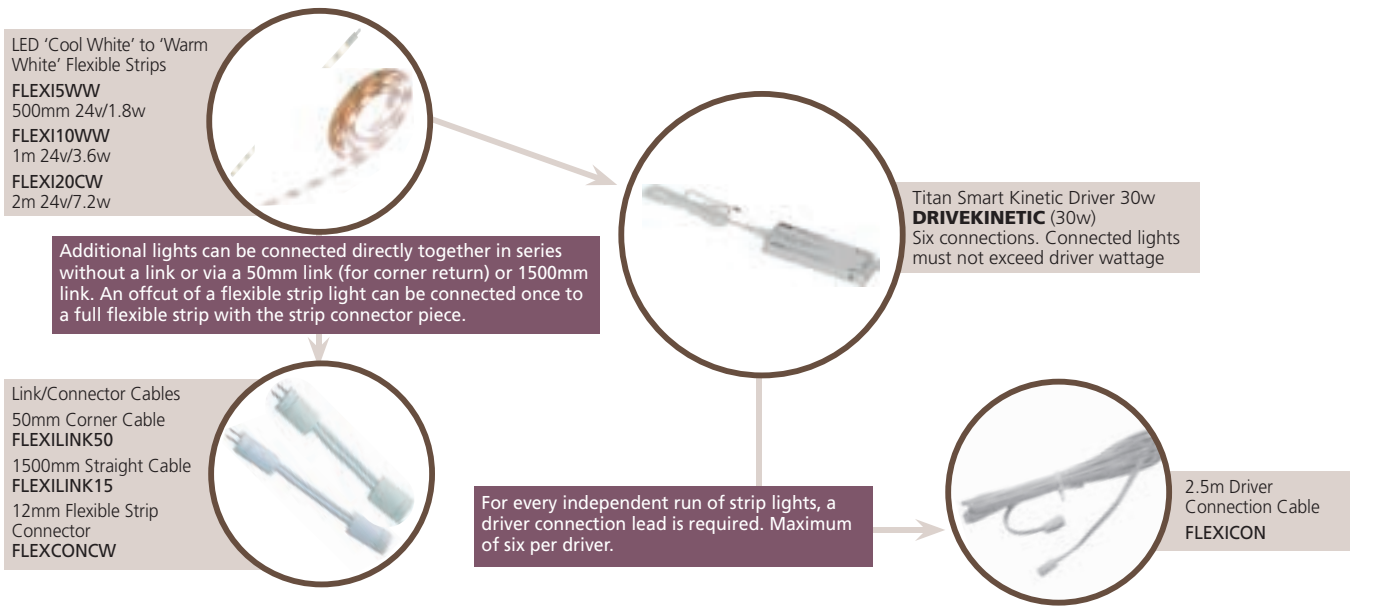 LED ‘Cool White’ to ‘Warm
White’ Flexible Strips
FLEXI5WW
500mm 24v/1.8w
FLEXI10WW
1m 24v/3.6w
FLEXI20CW
2m 24v/7.2w
Additional lights can be connected directly together in series
without a link or via a 50mm link (for corner return) or 1500mm
link. An offcut of a flexible strip light can be connected once to
a full flexible strip with the strip connector piece.
Titan Smart Kinetic Driver 30w
DRIVEKINETIC (30w)
Six connections. Connected lights
must not exceed driver wattage
Link/Connector Cables
50mm Corner Cable
FLEXILINK50
1500mm Straight Cable
FLEXILINK15
12mm Flexible Strip
Connector
FLEXCONCW
For every independent run of strip lights, a
driver connection lead is required. Maximum
of six per driver.
2.5m Driver
Connection Cable
FLEXICON